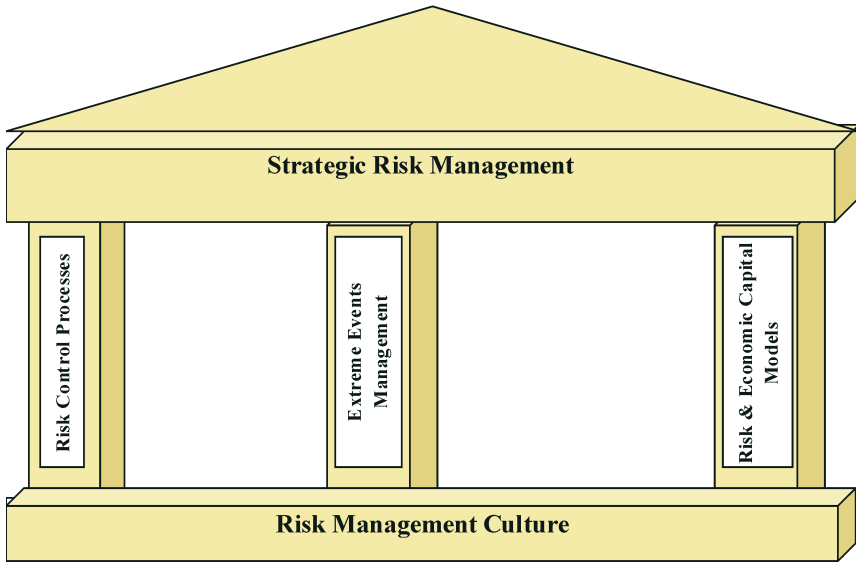 Strategic Risk Management
Risk Control Processes
Extreme Events
Management
Risk & Economic Capital
Models
Risk Management Culture